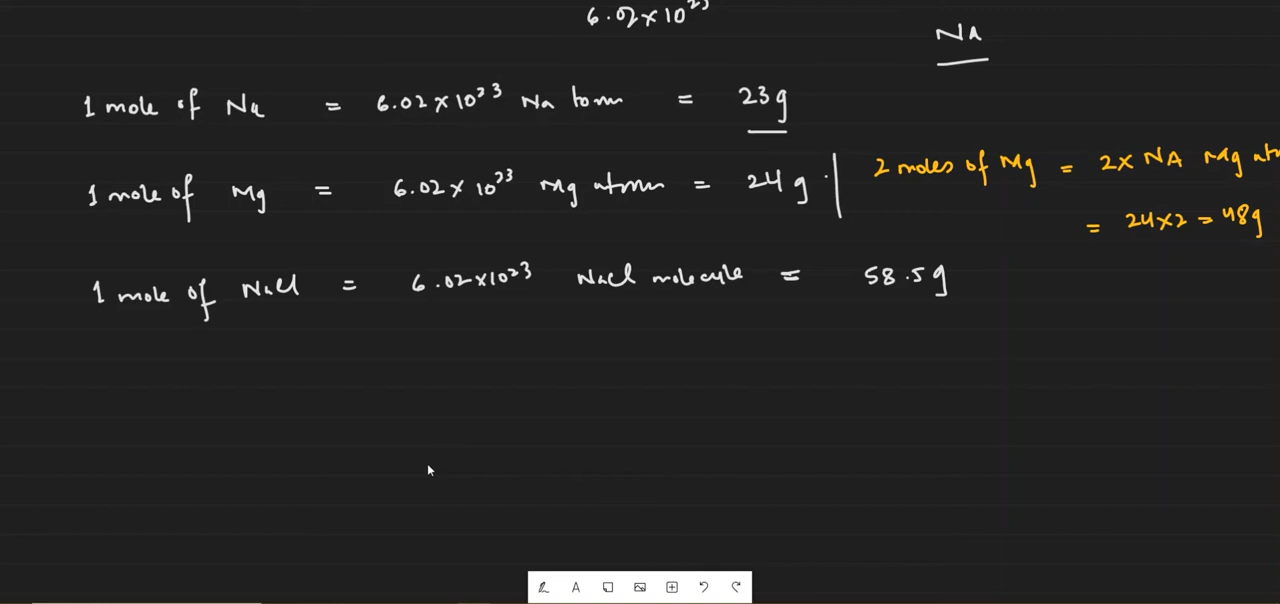 6.02×10²³
NA
1 mole of Na = 6.02×10²³ Na = 23g
1 mole of Mg = 6.02×10²³ Mg atoms = 24g
2 moles of Mg = 2× NA Mg
= 24×2 = 48g
1 mole of NaCl = 6.02×10²³ NaCl molecule = 58.5g
A